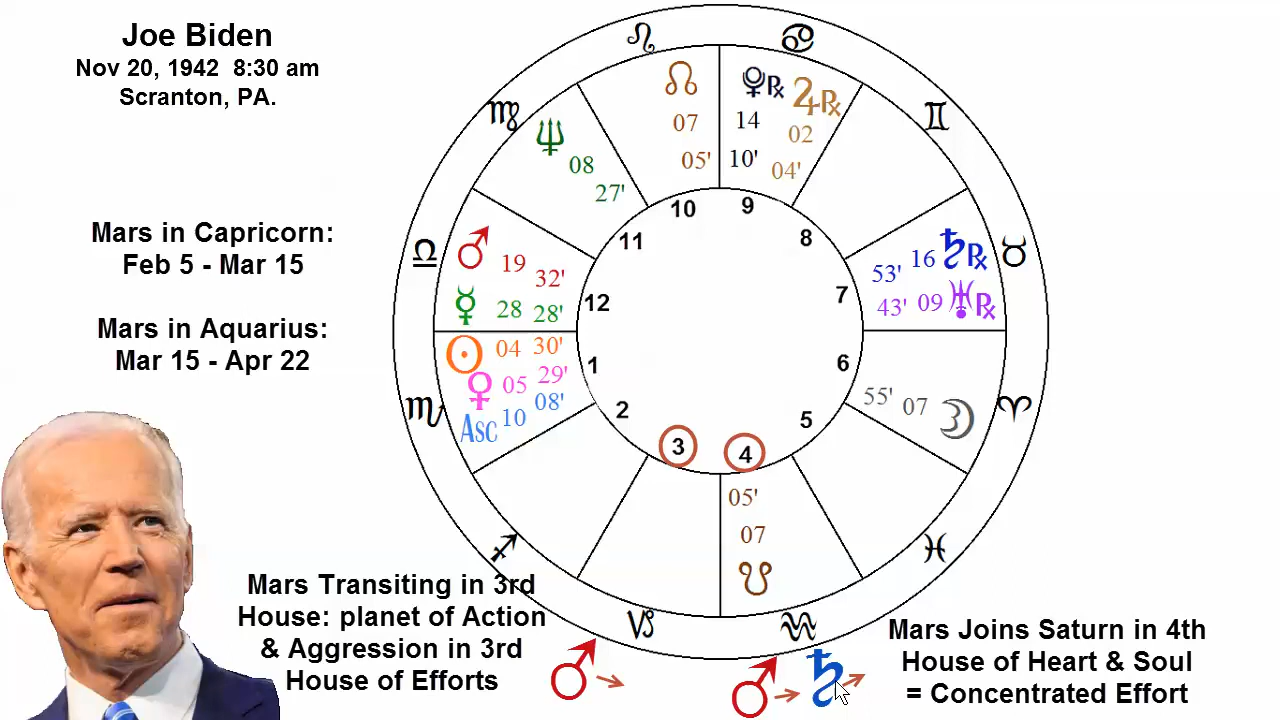 Joe Biden
Nov 20, 1942 8:30 am
Scranton, PA.
Mars in Capricorn:
Feb 5 - Mar 15
Mars in Aquarius:
Mar 15 - Apr 22
♌
♋
♍
♊
♎
♉
♏
♈
♐
♓
♑
♒
☊
07
05'
♇℞
14
10'
♃℞
02
04'
♆
08
27'
♂ 19 32'
☿ 28 28'
☉ 04 30'
♀ 05 29'
Asc 10 08'
53' 16 ♄℞
43' 09 ♅℞
55' 07 ☽
05'
07
☋
10
9
11
8
12
7
1
6
2
5
3
4
Mars Transiting in 3rd
House: planet of Action
& Aggression in 3rd
House of Efforts
♂
♂ ♄
Mars Joins Saturn in 4th
House of Heart & Soul
= Concentrated Effort